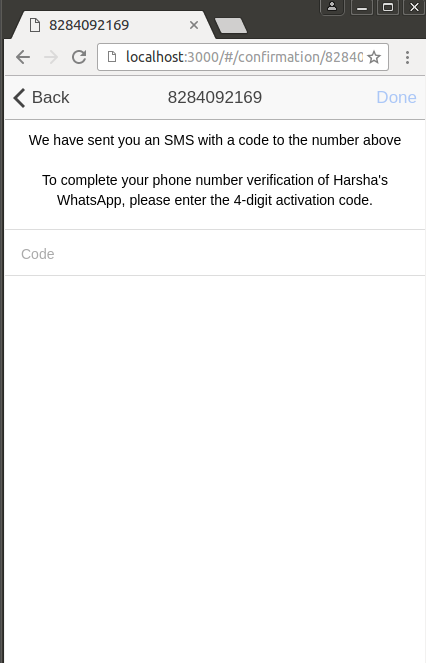 8284092169
localhost:3000/#/confirmation/8284
Back
8284092169
Done
We have sent you an SMS with a code to the number above
To complete your phone number verification of Harsha's
WhatsApp, please enter the 4-digit activation code.
Code